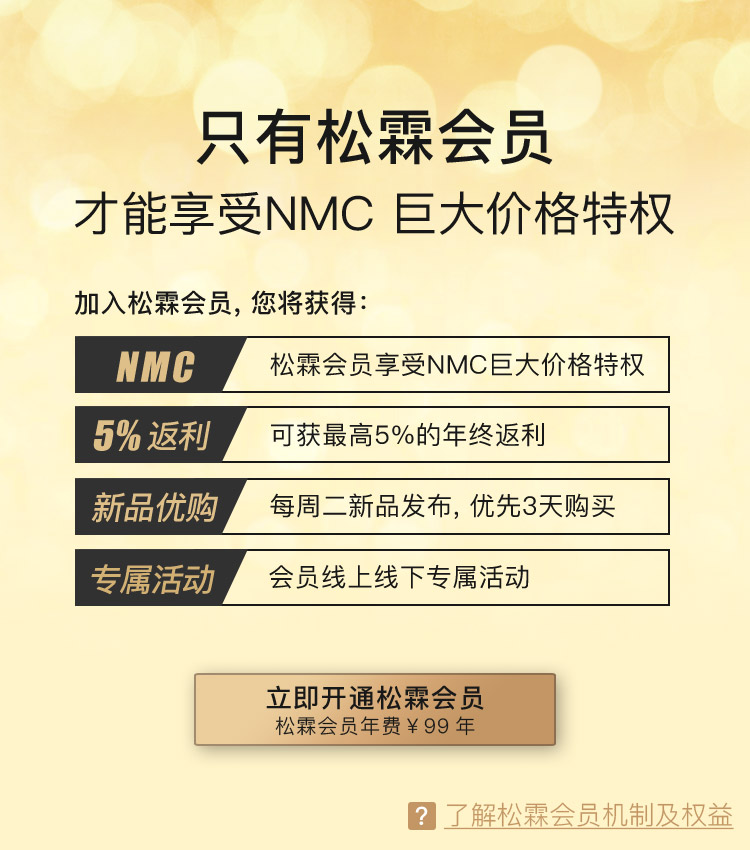 只有松霖会员
才能享受NMC 巨大价格特权
加入松霖会员, 您将获得:
NMC 松霖会员享受NMC巨大价格特权
5% 返利 可获最高5%的年终返利
新品优购 每周二新品发布, 优先3天购买
专属活动 会员线上线下专属活动
立即开通松霖会员
松霖会员年费￥99 年
? 了解松霖会员机制及权益